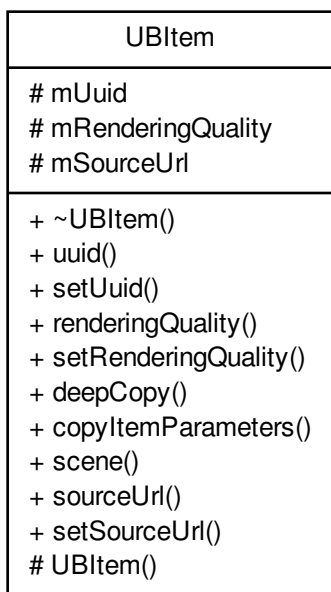 UBItem
# mUuid
# mRenderingQuality
# mSourceUrl
+ ~UBItem()
+ uuid()
+ setUuid()
+ renderingQuality()
+ setRenderingQuality()
+ deepCopy()
+ copyItemParameters()
+ scene()
+ sourceUrl()
+ setSourceUrl()
# UBItem()